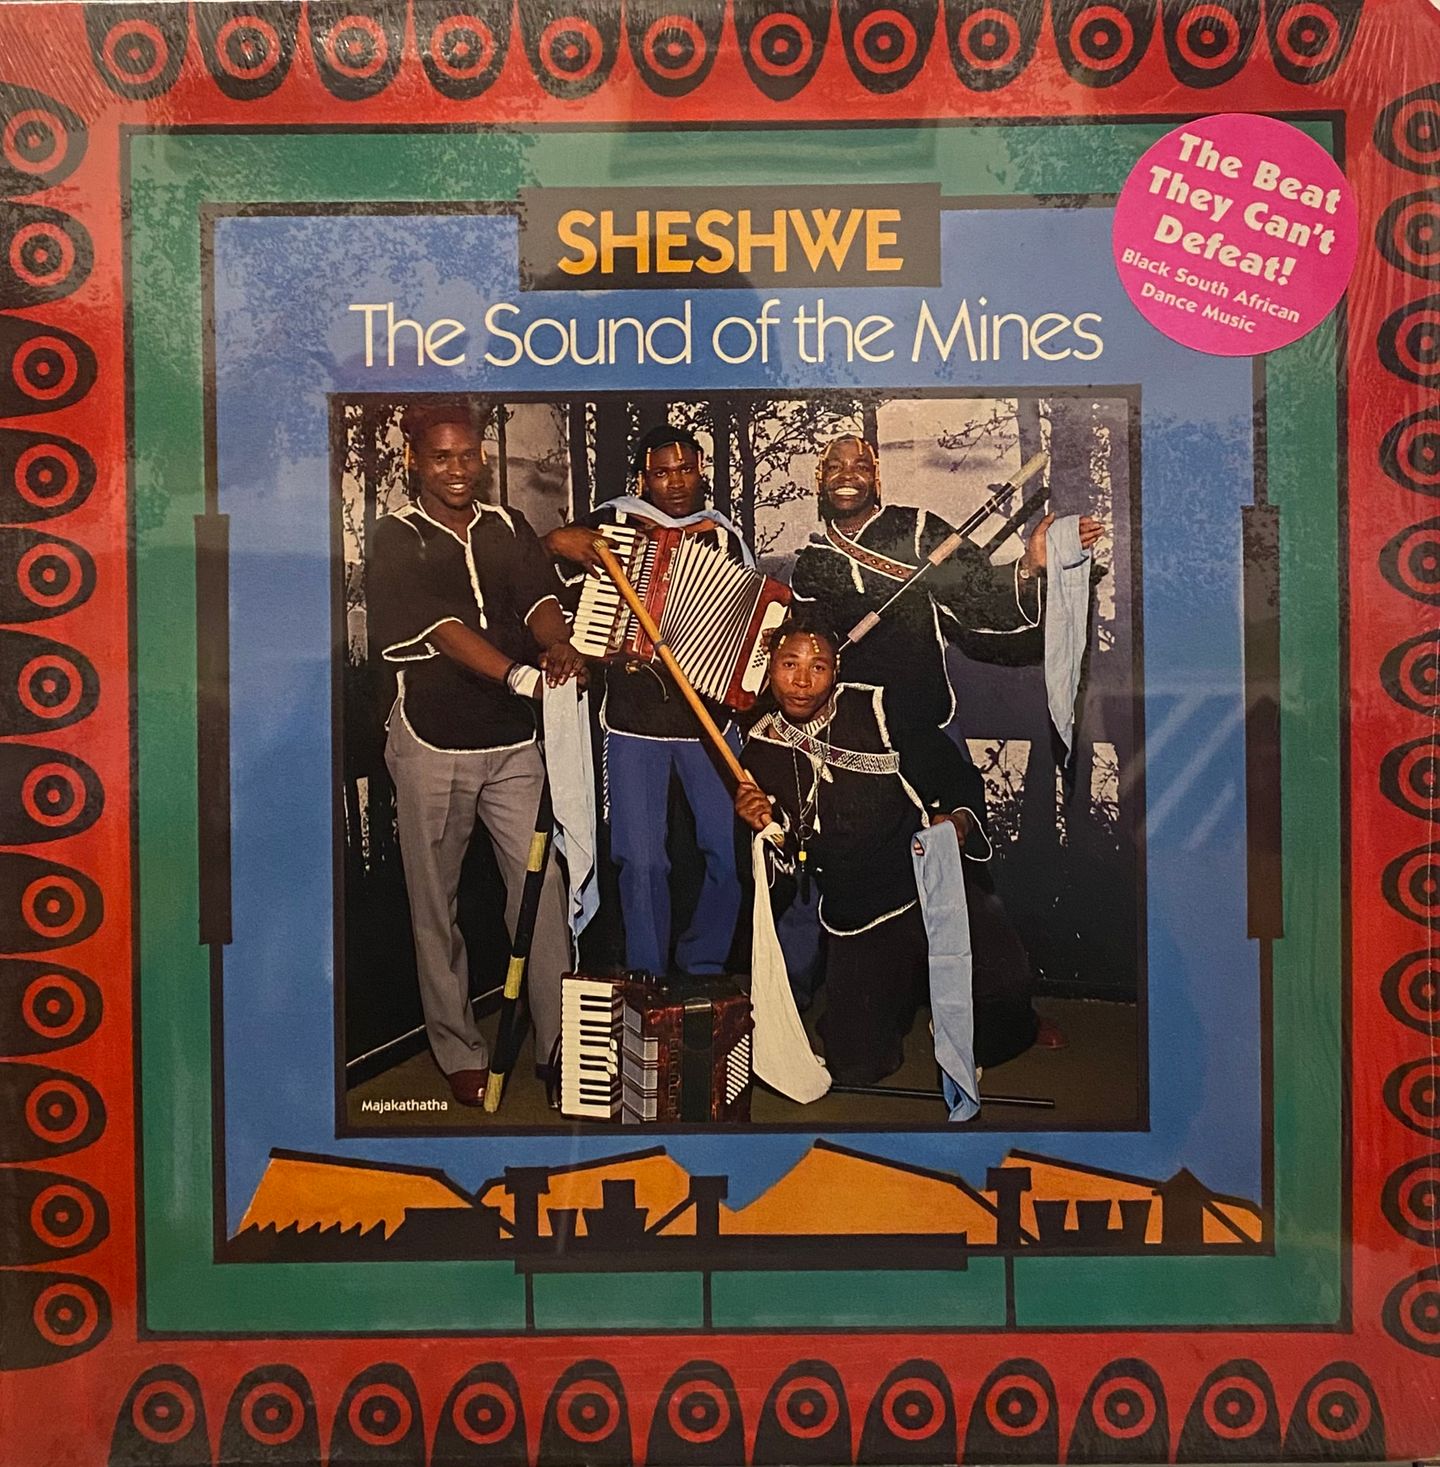 SHESHWE
The Sound of the Mines
The Beat
They Can't
Defeat!
Black South African
Dance Music
Majakathatha